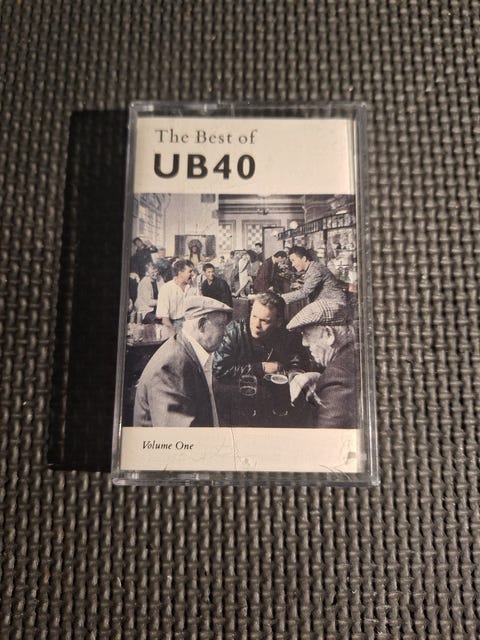 The Best of
UB40
Volume One